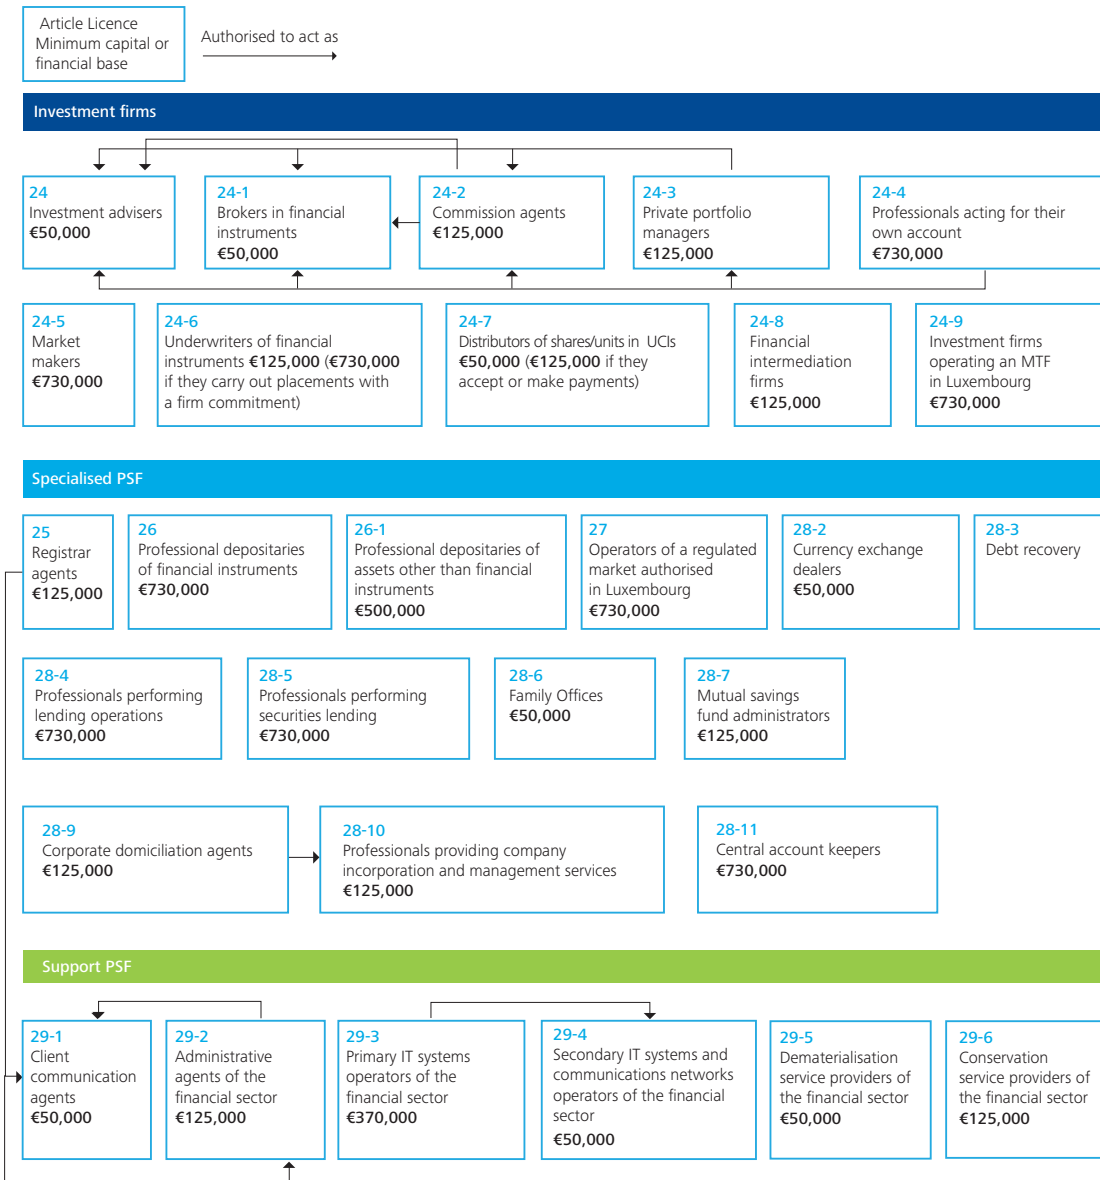 Article Licence
Minimum capital or
financial base
Authorised to act as
Investment firms
24
Investment advisers
€50,000
24-1
Brokers in financial
instruments
€50,000
24-2
Commission agents
€125,000
24-3
Private portfolio
managers
€125,000
24-4
Professionals acting for their
own account
€730,000
24-5
Market
makers
€730,000
24-6
Underwriters of financial
instruments €125,000 (€730,000
if they carry out placements with
a firm commitment)
24-7
Distributors of shares/units in UCIs
€50,000 (€125,000 if they
accept or make payments)
24-8
Financial
intermediation
firms
€125,000
24-9
Investment firms
operating an MTF
in Luxembourg
€730,000
Specialised PSF
25
Registrar
agents
€125,000
26
Professional depositaries
of financial instruments
€730,000
26-1
Professional depositaries of
assets other than financial
instruments
€500,000
27
Operators of a regulated
market authorised
in Luxembourg
€730,000
28-2
Currency exchange
dealers
€50,000
28-3
Debt recovery
28-4
Professionals performing
lending operations
€730,000
28-5
Professionals performing
securities lending
€730,000
28-6
Family Offices
€50,000
28-7
Mutual savings
fund administrators
€125,000
28-9
Corporate domiciliation agents
€125,000
28-10
Professionals providing company
incorporation and management services
€125,000
28-11
Central account keepers
€730,000
Support PSF
29-1
Client
communication
agents
€50,000
29-2
Administrative
agents of the
financial sector
€125,000
29-3
Primary IT systems
operators of the
financial sector
€370,000
29-4
Secondary IT systems and
communications networks
operators of the financial
sector
€50,000
29-5
Dematerialisation
service providers of
the financial sector
€50,000
29-6
Conservation
service providers of
the financial sector
€125,000